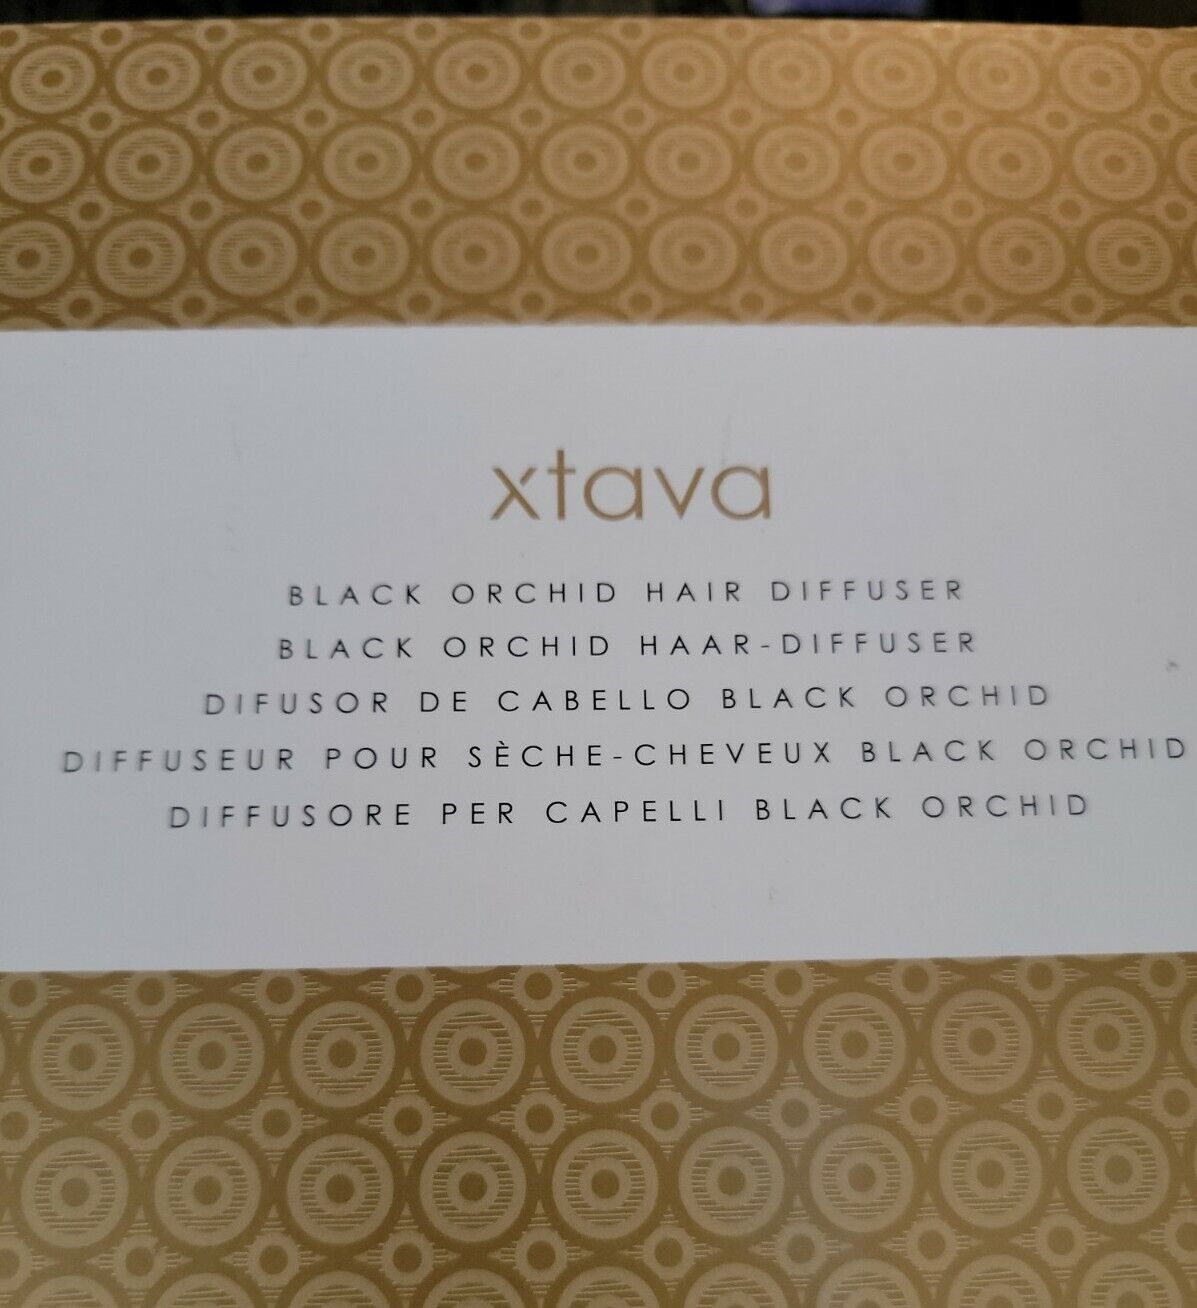 xtava
BLACK ORCHID HAIR DIFFUSER
BLACK ORCHID HAAR-DIFFUSER
DIFUSOR DE CABELLO BLACK ORCHID
DIFFUSEUR POUR SÈCHE-CHEVEUX BLACK ORCHID
DIFFUSORE PER CAPELLI BLACK ORCHID